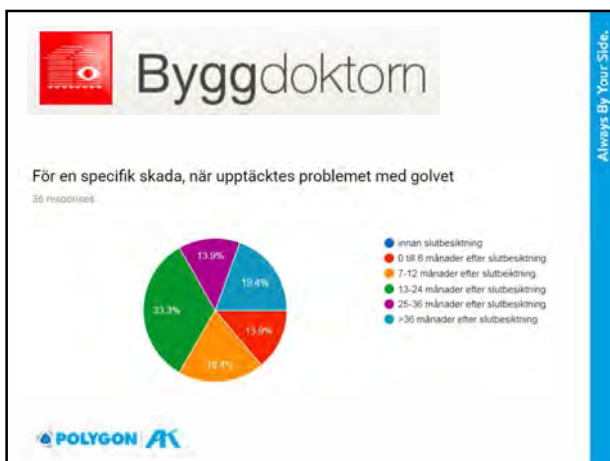 Byggdoktorn
Always By Your Side.
För en specifik skada, när upptäcktes problemet med golvet
36 responses
13.9%
19.4%
33.3%
13.9%
19.4%
innan slutbesiktning
0 till 6 månader efter slutbesiktning
7-12 månader efter slutbesiktning
13-24 månader efter slutbesiktning
25-36 månader efter slutbesiktning
>36 månader efter slutbesiktning
POLYGON AK